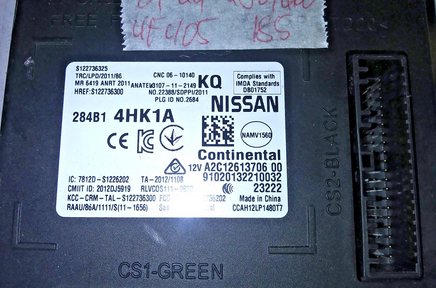 155
S122736325
TRC/LPD/2011/86
CNC 06-10140
KQ
Complies with
IMDA Standards
DB01752
MR 6419 ANRT 2011
ANATEL 3107-11-2149
HREF:S122736300
NO.22388/SDPPI/2011
PLG ID NO.2684
NISSAN
284B1 4HK1A
NAMV1560
CE
Continental
12V A2C12613706 00
IC: 7812D-S1226202
TA-2012/1108
91020132210032
CMIIT ID: 2012DJ5919
23222
KCC-CRM-TAL-S122736300
Made in China
RAAU/86A/1111/S(11-1656)
CCAH12LP1480T7
CS2-BLACK
CS1-GREEN